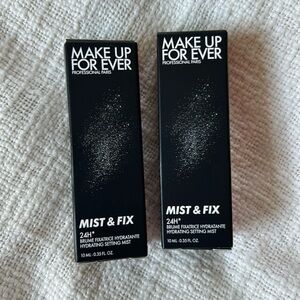 MAKE UP
FOR EVER
PROFESSIONAL PARIS
MIST & FIX
24H*
BRUME FIXATRICE HYDRATANTE
HYDRATING SETTING MIST
10 ML · 0.35 FL. OZ.
MAKE UP
FOR EVER
PROFESSIONAL PARIS
MIST & FIX
24H*
BRUME FIXATRICE HYDRATANTE
HYDRATING SETTING MIST
10 ML · 0.35 FL. OZ.